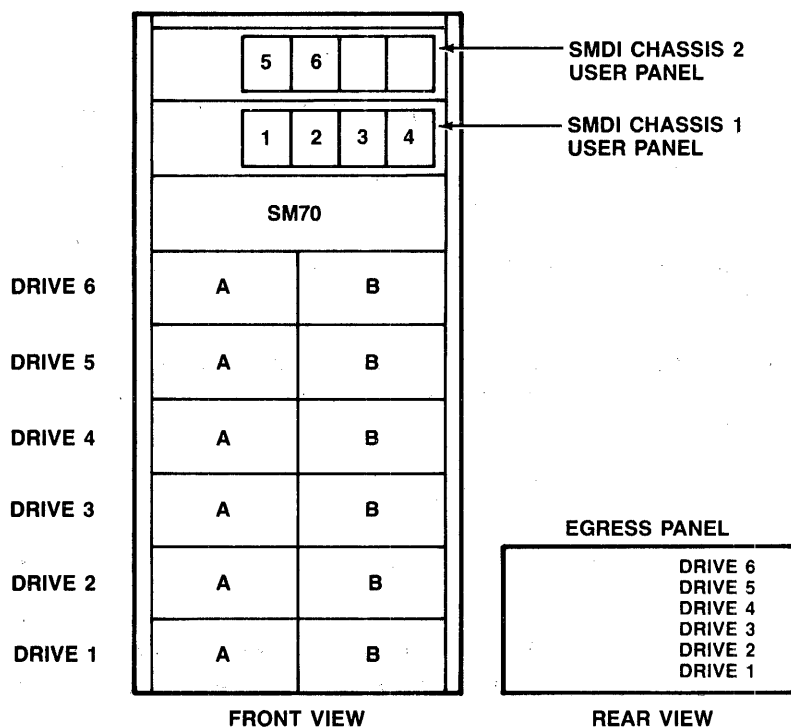 5 6
SMDI CHASSIS 2
USER PANEL
1 2 3 4
SMDI CHASSIS 1
USER PANEL
SM70
DRIVE 6 A B
DRIVE 5 A B
DRIVE 4 A B
DRIVE 3 A B
DRIVE 2 A B
DRIVE 1 A B
FRONT VIEW
EGRESS PANEL
DRIVE 6
DRIVE 5
DRIVE 4
DRIVE 3
DRIVE 2
DRIVE 1
REAR VIEW